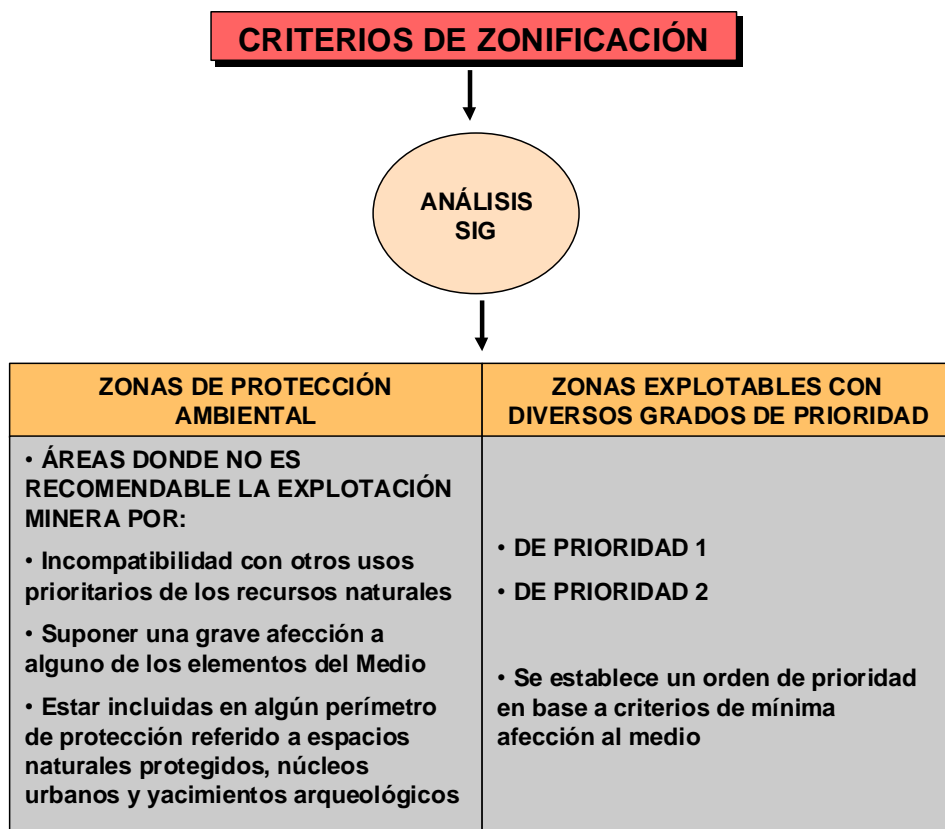 CRITERIOS DE ZONIFICACIÓN
ANÁLISIS
SIG
ZONAS DE PROTECCIÓN
AMBIENTAL
• ÁREAS DONDE NO ES
RECOMENDABLE LA EXPLOTACIÓN
MINERA POR:
• Incompatibilidad con otros usos
prioritarios de los recursos naturales
• Suponer una grave afección a
alguno de los elementos del Medio
• Estar incluidas en algún perímetro
de protección referido a espacios
naturales protegidos, núcleos
urbanos y yacimientos arqueológicos
ZONAS EXPLOTABLES CON
DIVERSOS GRADOS DE PRIORIDAD
• DE PRIORIDAD 1
• DE PRIORIDAD 2
• Se establece un orden de prioridad
en base a criterios de mínima
afección al medio